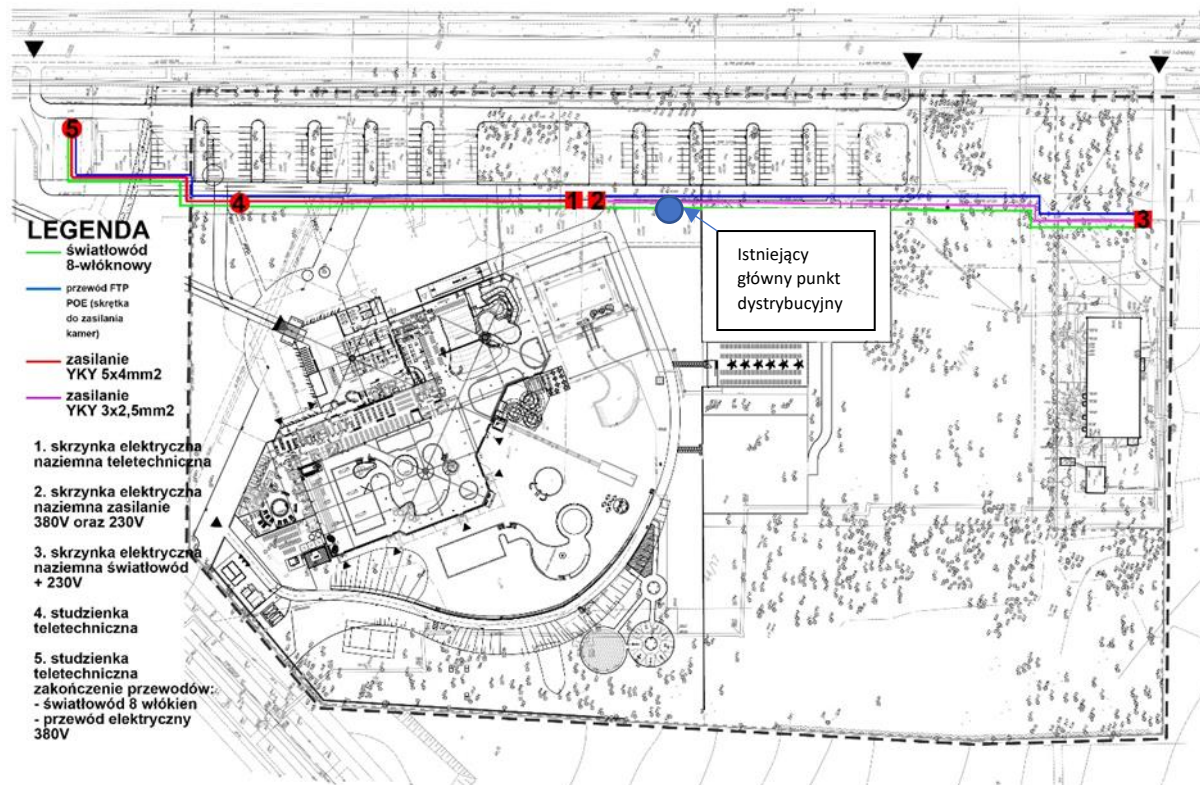 5
4
1
2
3
LEGENDA
światłowód
8-włóknowy
przewód FTP
POE (skrętka
do zasilania
kamer)
zasilanie
YKY 5x4mm2
zasilanie
YKY 3x2,5mm2
1. skrzynka elektryczna
naziemna teletechniczna
2. skrzynka elektryczna
naziemna zasilanie
380V oraz 230V
3. skrzynka elektryczna
naziemna światłowód
+ 230V
4. studzienka
teletechniczna
5. studzienka
teletechniczna
zakończenie przewodów:
- światłowód 8 włókien
- przewód elektryczny
380V
Istniejący
główny punkt
dystrybucyjny